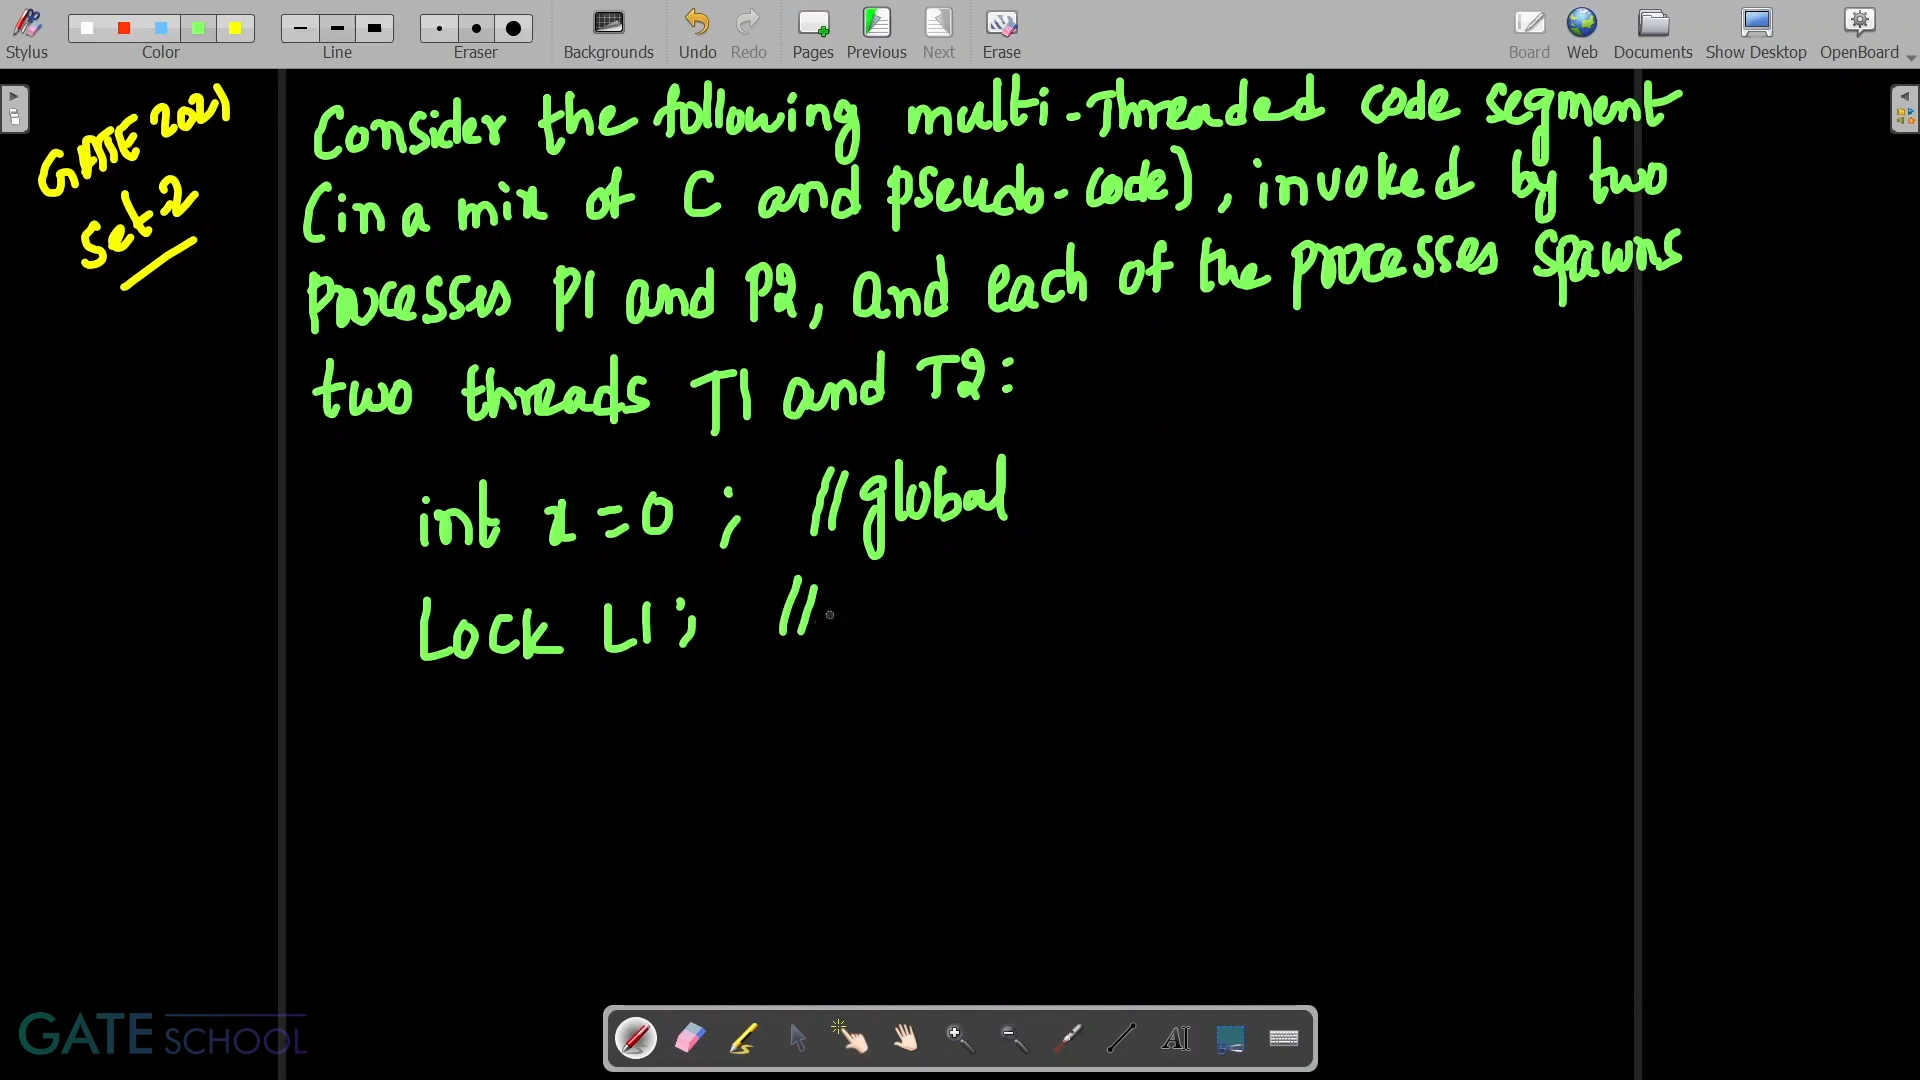 Stylus Color Line Eraser Backgrounds Undo Redo Pages Previous Next Erase Board Web Documents Show Desktop OpenBoard
GATE 2021
Set 2
Consider the following multi-Threaded code segment
(in a mix of C and pseudo-code), invoked by two
processes P1 and P2, and each of the processes spawns
two threads T1 and T2:
int x = 0 ; //global
Lock L1; //
GATE SCHOOL